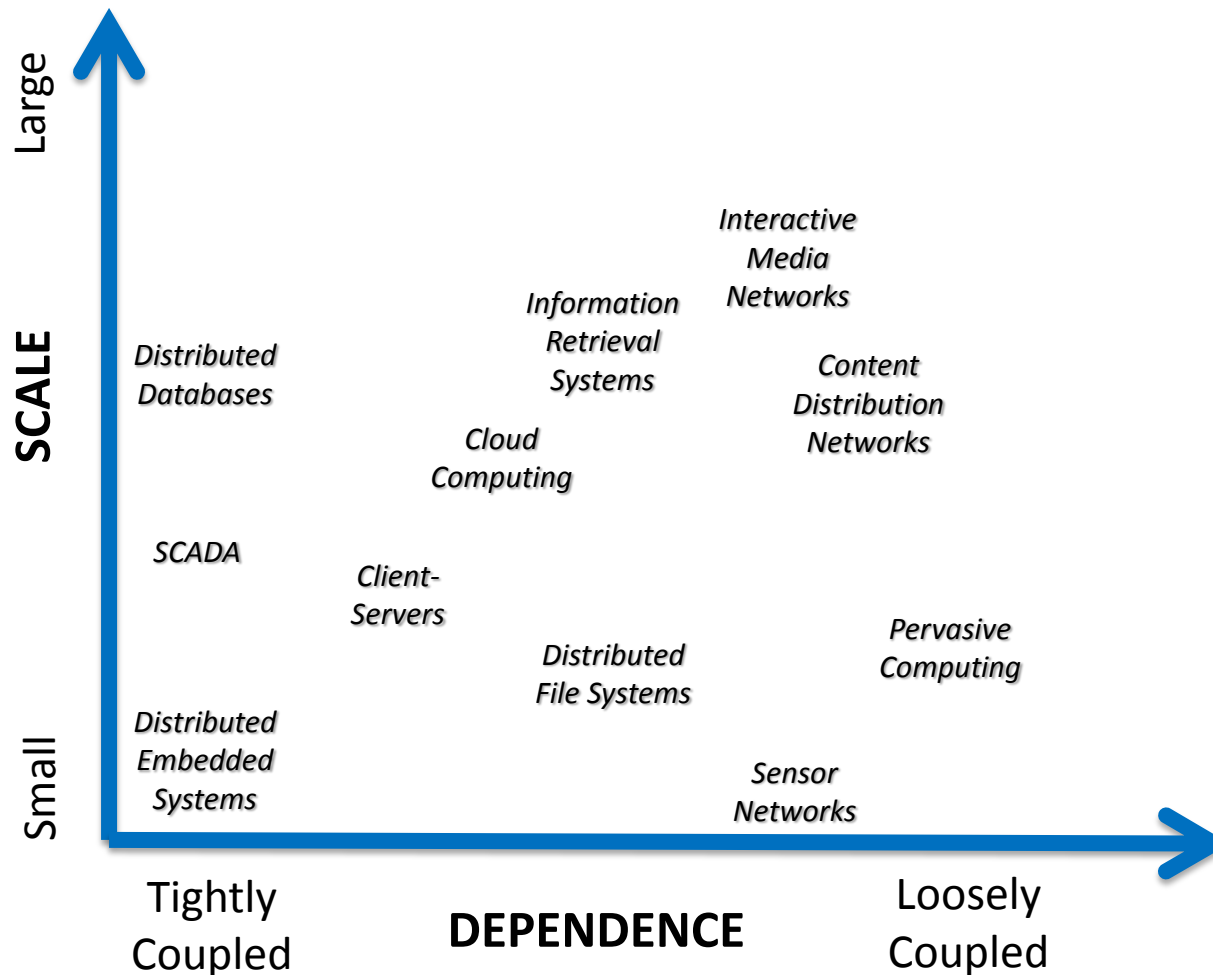 Large
Interactive
Media
Networks
Information
Retrieval
Systems
SCALE
Distributed
Databases
Content
Distribution
Networks
Cloud
Computing
SCADA
Client-
Servers
Pervasive
Computing
Distributed
File Systems
Small
Distributed
Embedded
Systems
Sensor
Networks
Tightly
Coupled
DEPENDENCE
Loosely
Coupled